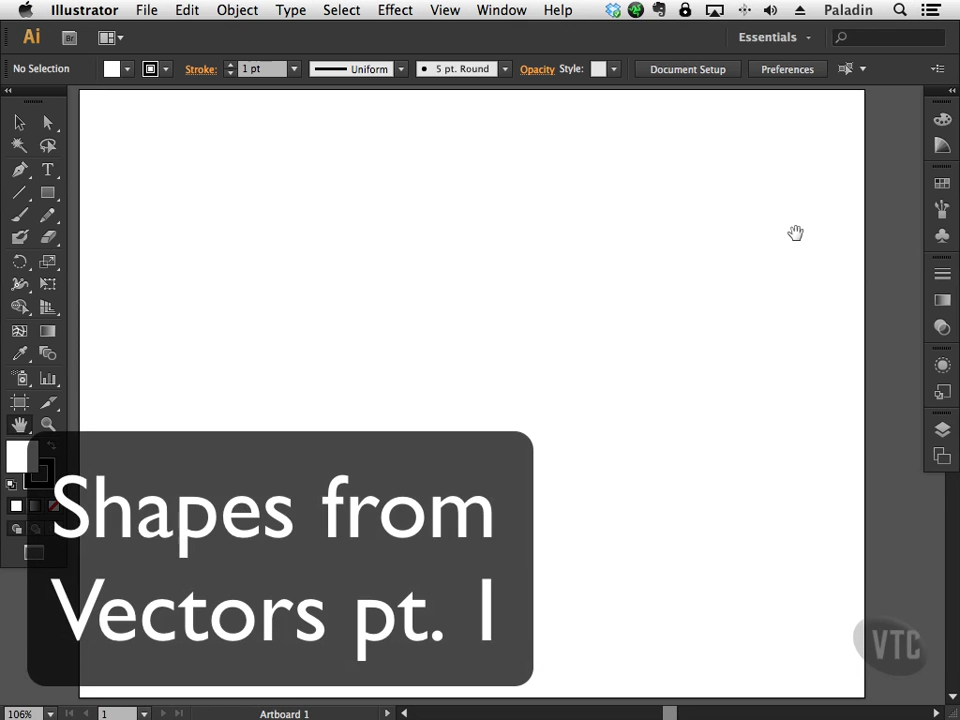 Illustrator File Edit Object Type Select Effect View Window Help Paladin
Ai Br Essentials
No Selection Stroke: 1 pt Uniform 5 pt. Round Opacity Style: Document Setup Preferences
T
Shapes from
Vectors pt. 1
VTC
106% 1 Artboard 1